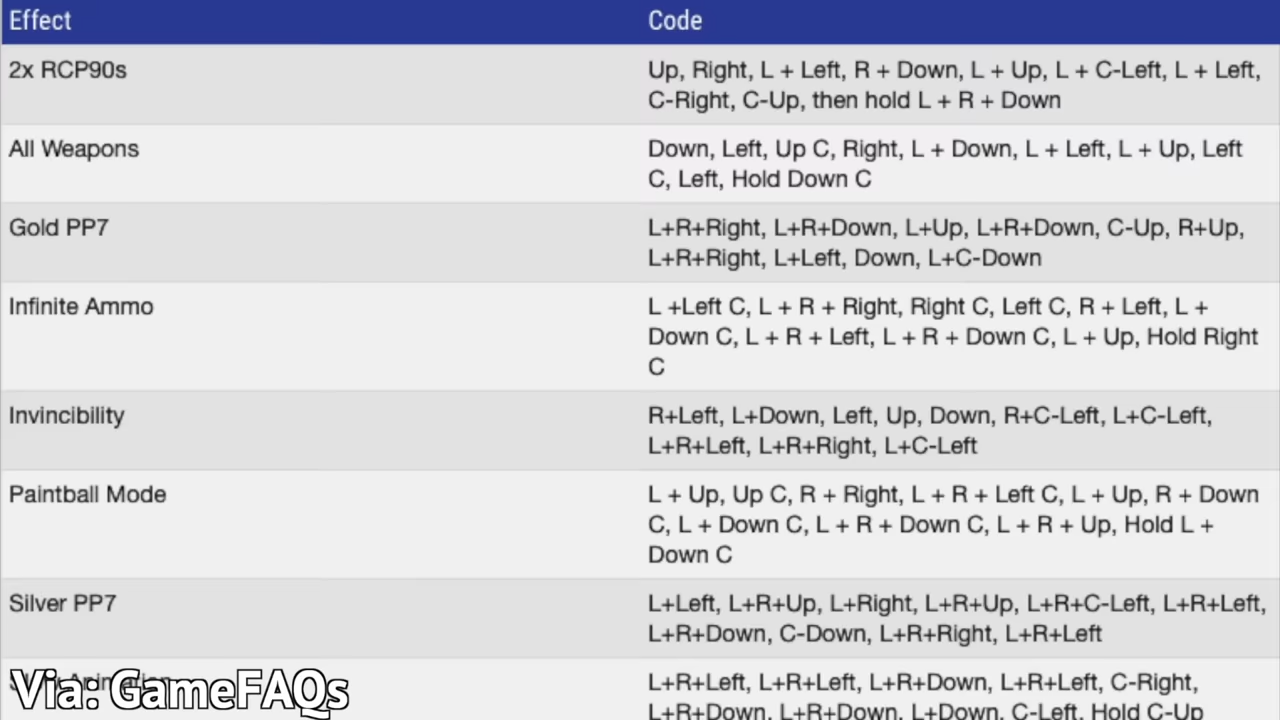 Effect Code
2x RCP90s Up, Right, L + Left, R + Down, L + Up, L + C-Left, L + Left,
C-Right, C-Up, then hold L + R + Down
All Weapons Down, Left, Up C, Right, L + Down, L + Left, L + Up, Left
C, Left, Hold Down C
Gold PP7 L+R+Right, L+R+Down, L+Up, L+R+Down, C-Up, R+Up,
L+R+Right, L+Left, Down, L+C-Down
Infinite Ammo L +Left C, L + R + Right, Right C, Left C, R + Left, L +
Down C, L + R + Left, L + R + Down C, L + Up, Hold Right
C
Invincibility R+Left, L+Down, Left, Up, Down, R+C-Left, L+C-Left,
L+R+Left, L+R+Right, L+C-Left
Paintball Mode L + Up, Up C, R + Right, L + R + Left C, L + Up, R + Down
C, L + Down C, L + R + Down C, L + R + Up, Hold L +
Down C
Silver PP7 L+Left, L+R+Up, L+Right, L+R+Up, L+R+C-Left, L+R+Left,
L+R+Down, C-Down, L+R+Right, L+R+Left
L+R+Left, L+R+Left, L+R+Down, L+R+Left, C-Right,
L+R+Down, L+R+Down, L+Down, C-Left, Hold C-Up
Via: GameFAQs